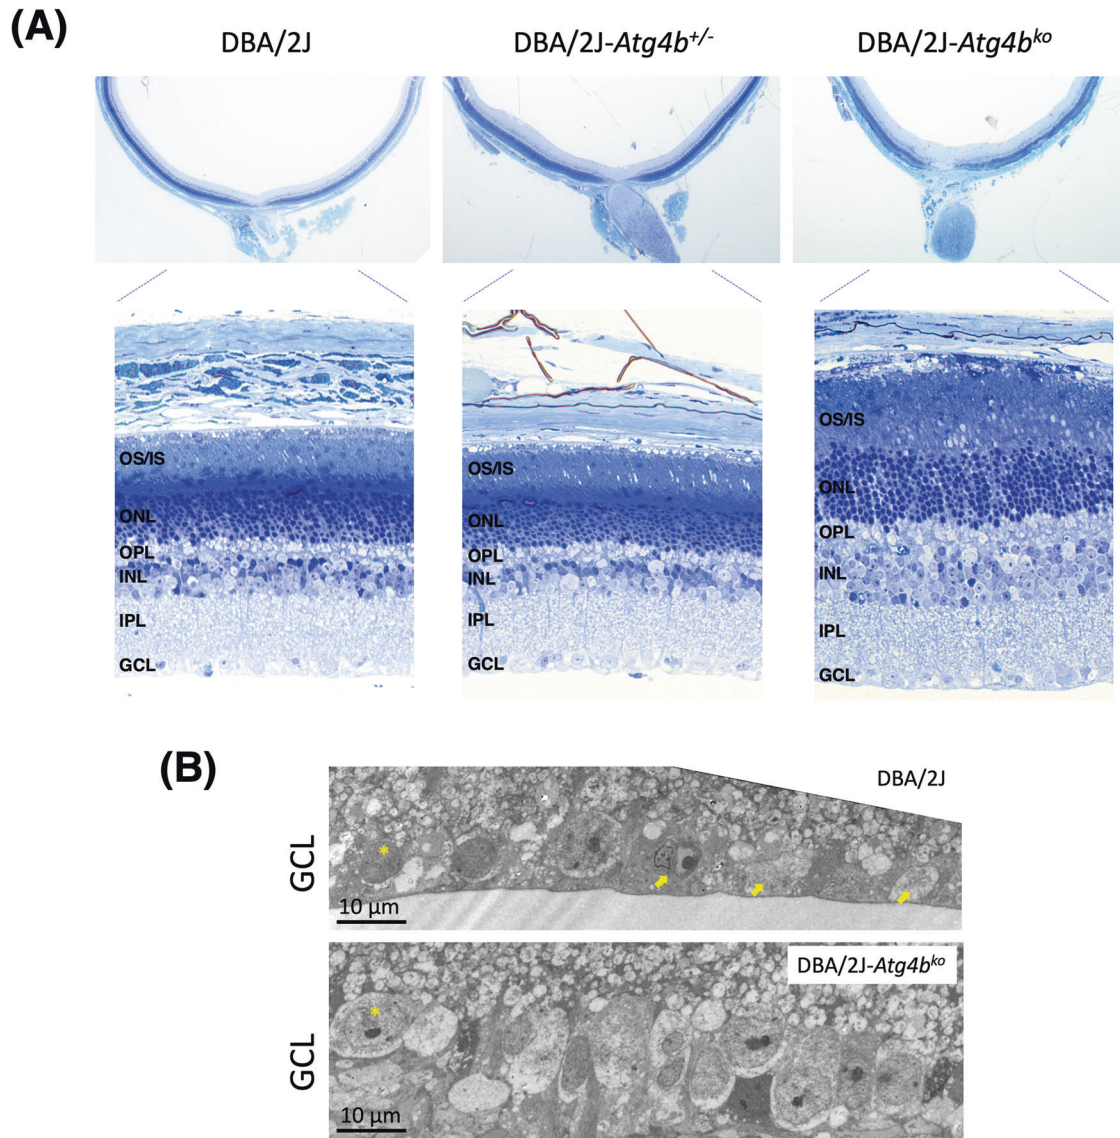 (A)
DBA/2J
DBA/2J-Atg4b+/-
DBA/2J-Atg4bko
OS/IS
ONL
OPL
INL
IPL
GCL
OS/IS
ONL
OPL
INL
IPL
GCL
OS/IS
ONL
OPL
INL
IPL
GCL
(B)
GCL
DBA/2J
*
10 µm
GCL
DBA/2J-Atg4bko
*
10 µm